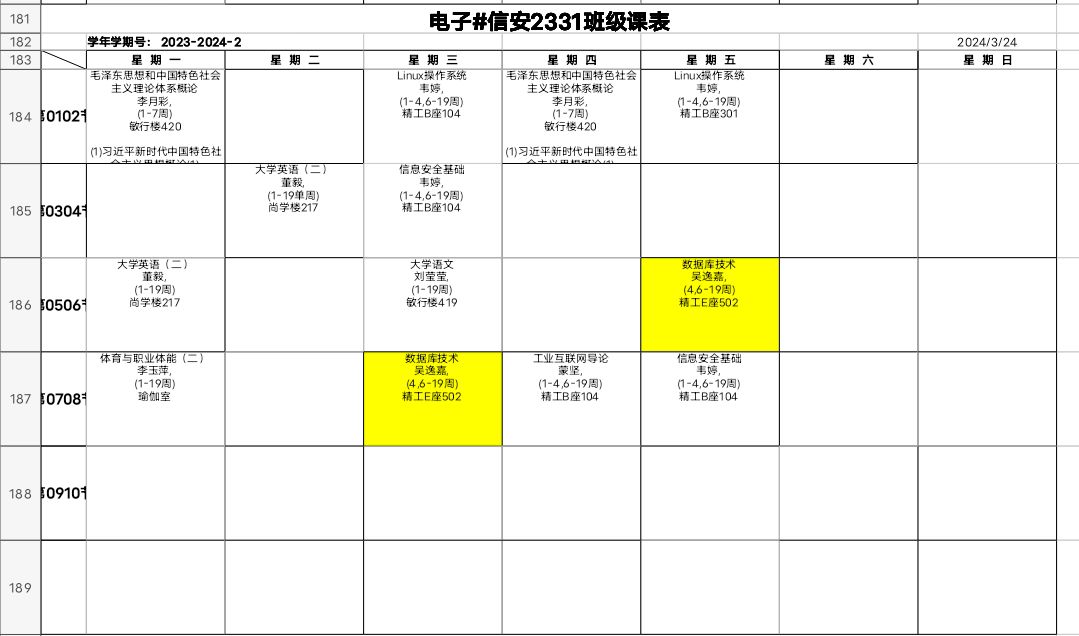 181
电子#信安2331班级课表
182
学年学期号： 2023-2024-2
2024/3/24
183
星 期 一
星 期 二
星 期 三
星 期 四
星 期 五
星 期 六
星 期 日
184
0102
毛泽东思想和中国特色社会
主义理论体系概论
李月彩,
(1-7周)
敏行楼420
(1)习近平新时代中国特色社
Linux操作系统
韦婷,
(1-4,6-19周)
精工B座104
毛泽东思想和中国特色社会
主义理论体系概论
李月彩,
(1-7周)
敏行楼420
(1)习近平新时代中国特色社
Linux操作系统
韦婷,
(1-4,6-19周)
精工B座301
185
0304
大学英语（二）
董毅,
(1-19单周)
尚学楼217
信息安全基础
韦婷,
(1-4,6-19周)
精工B座104
186
0506
大学英语（二）
董毅,
(1-19周)
尚学楼217
大学语文
刘莹莹,
(1-19周)
敏行楼419
数据库技术
吴逸嘉,
(4,6-19周)
精工E座502
187
0708
体育与职业体能（二）
李玉萍,
(1-19周)
瑜伽室
数据库技术
吴逸嘉,
(4,6-19周)
精工E座502
工业互联网导论
蒙坚,
(1-4,6-19周)
精工B座104
信息安全基础
韦婷,
(1-4,6-19周)
精工B座104
188
0910
189